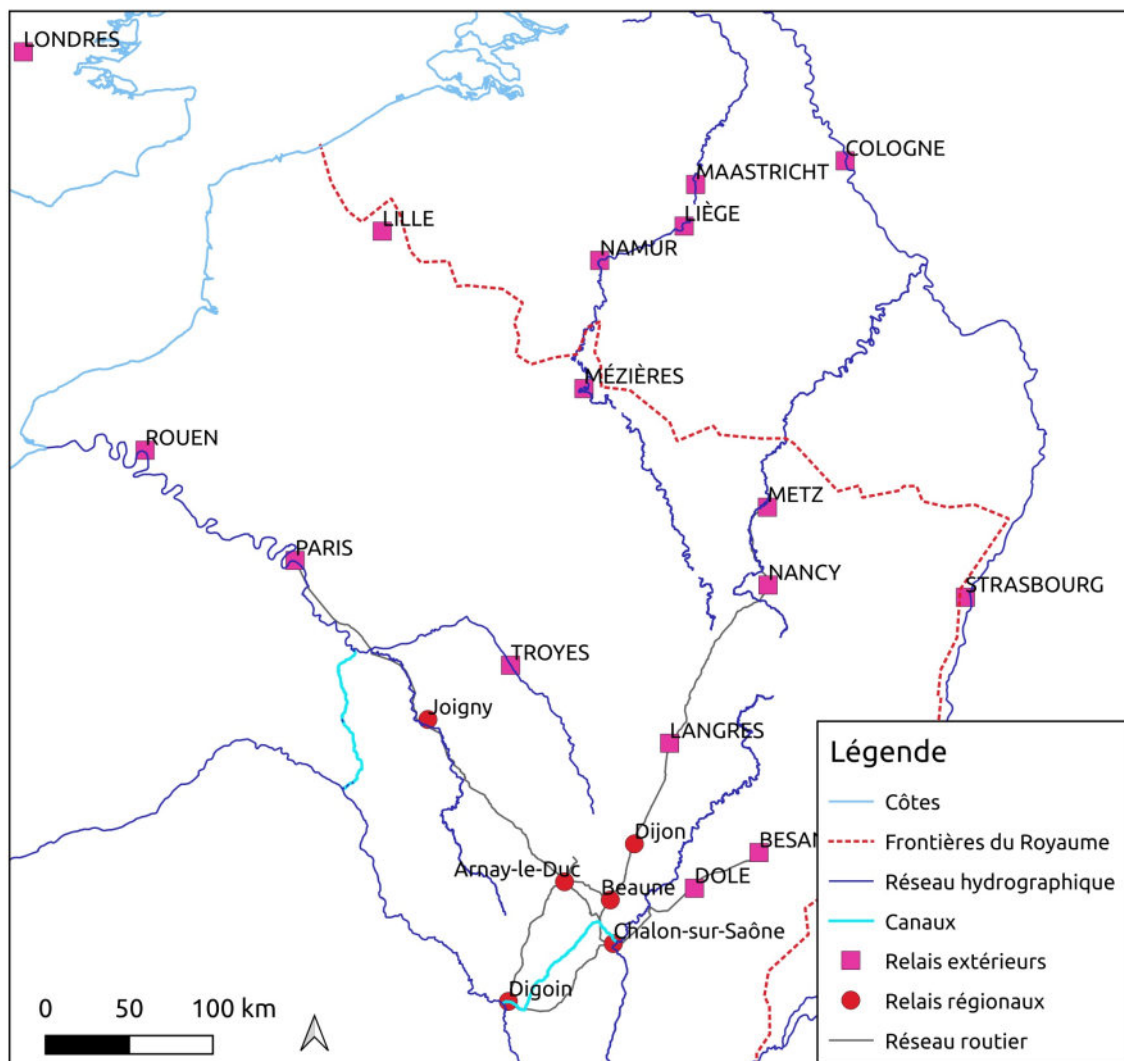 LONDRES
COLOGNE
MAASTRICHT
LIÈGE
LILLE
NAMUR
MÉZIÈRES
ROUEN
METZ
PARIS
NANCY
STRASBOURG
TROYES
Joigny
LANGRES
Dijon
BESAN
Arnay-le-Duc
Beaune
DOLE
Chalon-sur-Saône
Digoin
0 50 100 km
Légende
Côtes
Frontières du Royaume
Réseau hydrographique
Canaux
Relais extérieurs
Relais régionaux
Réseau routier